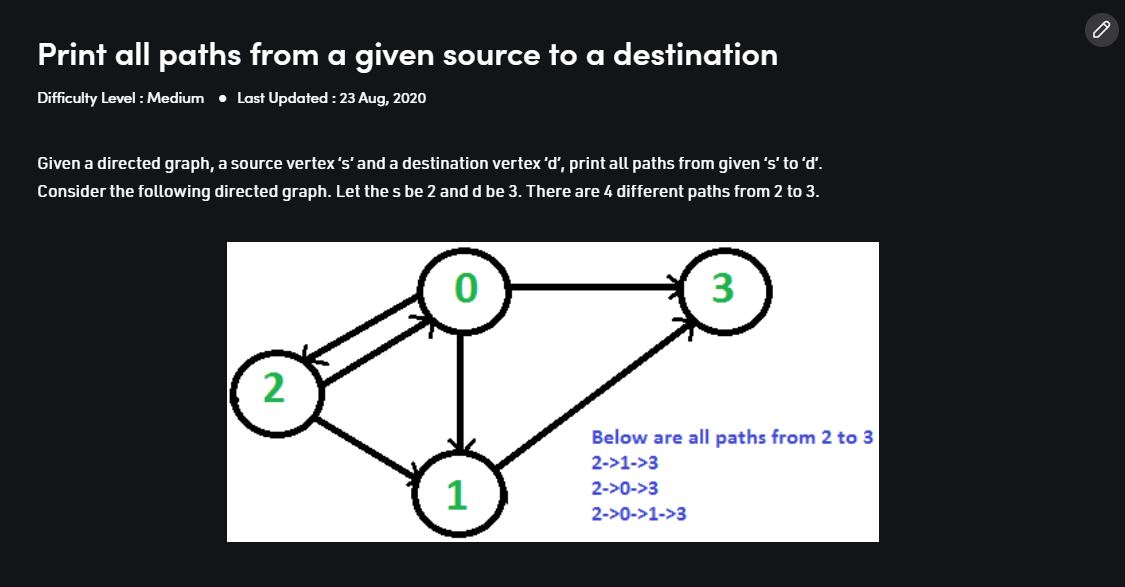 Print all paths from a given source to a destination
Difficulty Level : Medium ● Last Updated : 23 Aug, 2020
Given a directed graph, a source vertex ‘s’ and a destination vertex ‘d’, print all paths from given ‘s’ to ‘d’.
Consider the following directed graph. Let the s be 2 and d be 3. There are 4 different paths from 2 to 3.
0
3
2
1
Below are all paths from 2 to 3
2->1->3
2->0->3
2->0->1->3